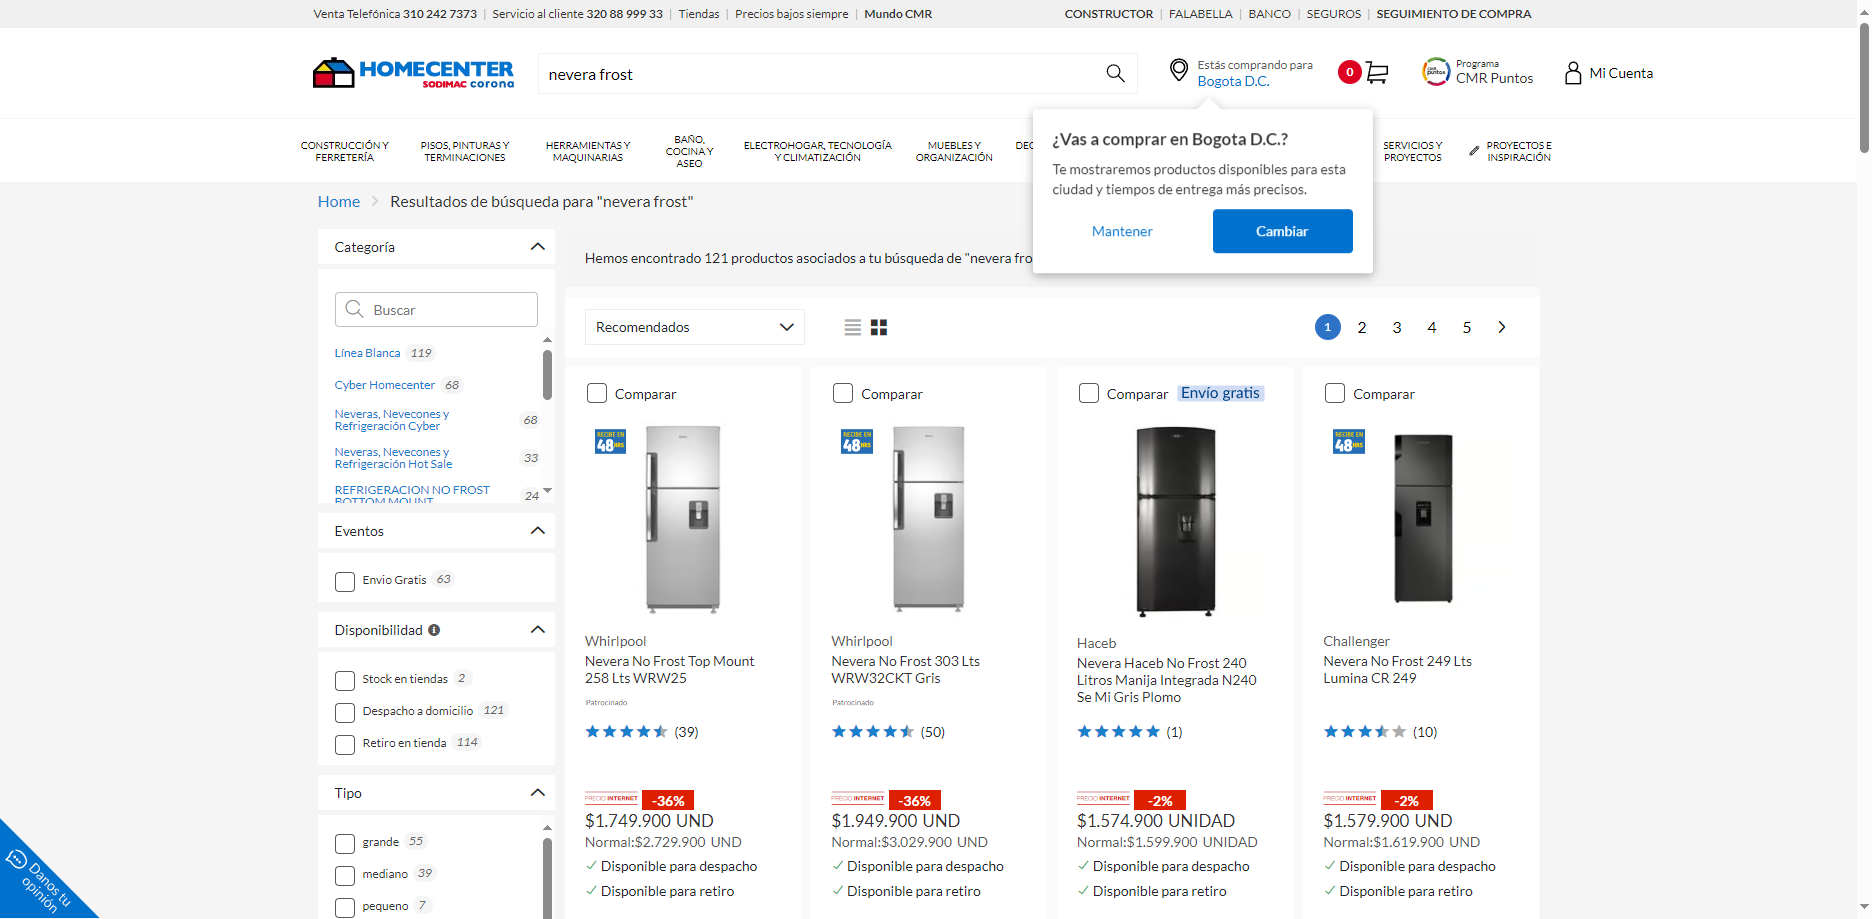 Venta Telefónica 310 242 7373 | Servicio al cliente 320 88 999 33 | Tiendas | Precios bajos siempre | Mundo CMR
CONSTRUCTOR | FALABELLA | BANCO | SEGUROS | SEGUIMIENTO DE COMPRA
HOMECENTER
SODIMAC corona
nevera frost
Estás comprando para
Bogota D.C.
0
CMR puntos
Programa
CMR Puntos
Mi Cuenta
CONSTRUCCIÓN Y
FERRETERÍA
PISOS, PINTURAS Y
TERMINACIONES
HERRAMIENTAS Y
MAQUINARIAS
BAÑO,
COCINA Y
ASEO
ELECTROHOGAR, TECNOLOGÍA
Y CLIMATIZACIÓN
MUEBLES Y
ORGANIZACIÓN
SERVICIOS Y
PROYECTOS
PROYECTOS E
INSPIRACIÓN
¿Vas a comprar en Bogota D.C.?
Te mostraremos productos disponibles para esta
ciudad y tiempos de entrega más precisos.
Mantener
Cambiar
Home > Resultados de búsqueda para "nevera frost"
Categoría
Buscar
Línea Blanca 119
Cyber Homecenter 68
Neveras, Nevecones y
Refrigeración Cyber 68
Neveras, Nevecones y
Refrigeración Hot Sale 33
REFRIGERACION NO FROST
BOTTOM MOUNT 24
Eventos
Envio Gratis 63
Disponibilidad
Stock en tiendas 2
Despacho a domicilio 121
Retiro en tienda 114
Tipo
grande 55
mediano 39
pequeno 7
Danos tu
opinión
Hemos encontrado 121 productos asociados a tu búsqueda de "nevera fro
Recomendados
1 2 3 4 5
Comparar
RECIBE EN
48 HRS
Whirlpool
Nevera No Frost Top Mount
258 Lts WRW25
Patrocinado
(39)
PRECIO INTERNET -36%
$1.749.900 UND
Normal:$2.729.900 UND
Disponible para despacho
Disponible para retiro
Comparar
RECIBE EN
48 HRS
Whirlpool
Nevera No Frost 303 Lts
WRW32CKT Gris
Patrocinado
(50)
PRECIO INTERNET -36%
$1.949.900 UND
Normal:$3.029.900 UND
Disponible para despacho
Disponible para retiro
Comparar Envío gratis
Haceb
Nevera Haceb No Frost 240
Litros Manija Integrada N240
Se Mi Gris Plomo
(1)
PRECIO INTERNET -2%
$1.574.900 UNIDAD
Normal:$1.599.900 UNIDAD
Disponible para despacho
Disponible para retiro
Comparar
RECIBE EN
48 HRS
Challenger
Nevera No Frost 249 Lts
Lumina CR 249
(10)
PRECIO INTERNET -2%
$1.579.900 UND
Normal:$1.619.900 UND
Disponible para despacho
Disponible para retiro